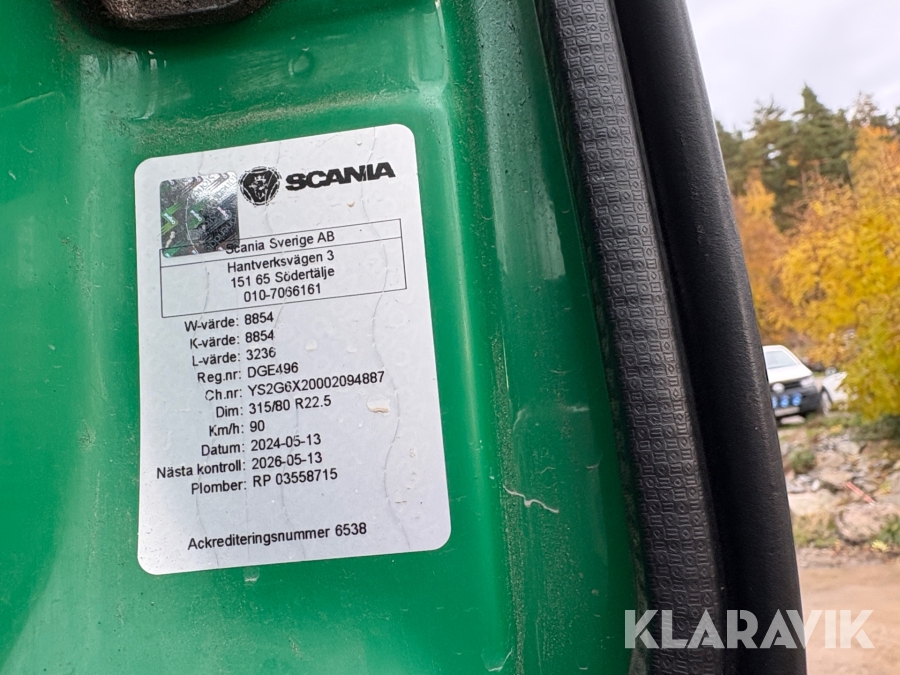 SCANIA
Scania Sverige AB
Hantverksvägen 3
151 65 Södertälje
010-7066161
W-värde: 8854
K-värde: 8854
L-värde: 3236
Reg.nr: DGE496
Ch.nr: YS2G6X20002094887
Dim: 315/80 R22.5
Km/h: 90
Datum: 2024-05-13
Nästa kontroll: 2026-05-13
Plomber: RP 03558715
Ackrediteringsnummer 6538
KLARAVIK